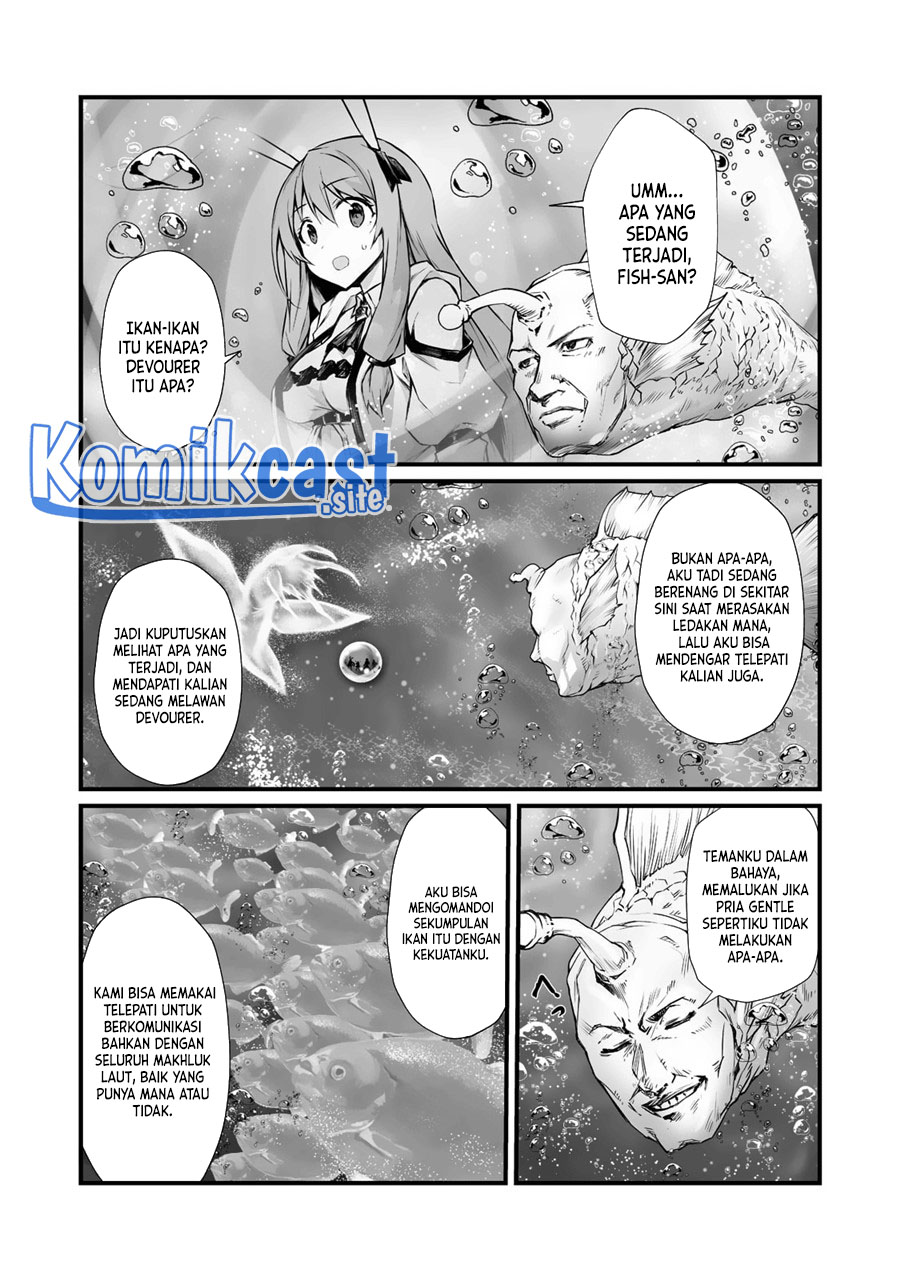 UMM...
APA YANG
SEDANG
TERJADI,
FISH-SAN?
IKAN-IKAN
ITU KENAPA?
DEVOURER
ITU APA?
Komikcast
.site
BUKAN APA-APA,
AKU TADI SEDANG
BERENANG DI SEKITAR
SINI SAAT MERASAKAN
LEDAKAN MANA,
LALU AKU BISA
MENDENGAR TELEPATI
KALIAN JUGA.
JADI KUPUTUSKAN
MELIHAT APA YANG
TERJADI, DAN
MENDAPATI KALIAN
SEDANG MELAWAN
DEVOURER.
TEMANKU DALAM
BAHAYA,
MEMALUKAN JIKA
PRIA GENTLE
SEPERTIKU TIDAK
MELAKUKAN
APA-APA.
AKU BISA
MENGOMANDOI
SEKUMPULAN
IKAN ITU DENGAN
KEKUATANKU.
KAMI BISA MEMAKAI
TELEPATI UNTUK
BERKOMUNIKASI
BAHKAN DENGAN
SELURUH MAKHLUK
LAUT, BAIK YANG
PUNYA MANA ATAU
TIDAK.